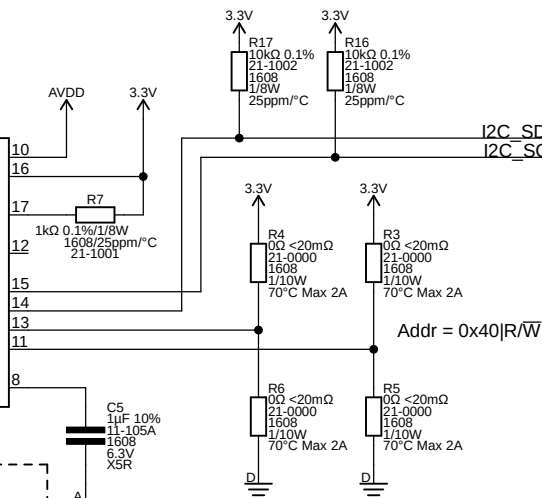 3.3V
3.3V
R17
10kΩ 0.1%
21-1002
1608
1/8W
25ppm/°C
R16
10kΩ 0.1%
21-1002
1608
1/8W
25ppm/°C
AVDD
3.3V
I2C_SD
I2C_SC
10
16
17
R7
1kΩ 0.1%/1/8W
1608/25ppm/°C
21-1001
12
15
14
13
11
8
3.3V
3.3V
R4
0Ω <20mΩ
21-0000
1608
1/10W
70°C Max 2A
R3
0Ω <20mΩ
21-0000
1608
1/10W
70°C Max 2A
Addr = 0x40|R/W̅
C5
1µF 10%
11-105A
1608
6.3V
X5R
R6
0Ω <20mΩ
21-0000
1608
1/10W
70°C Max 2A
R5
0Ω <20mΩ
21-0000
1608
1/10W
70°C Max 2A
D
D
A